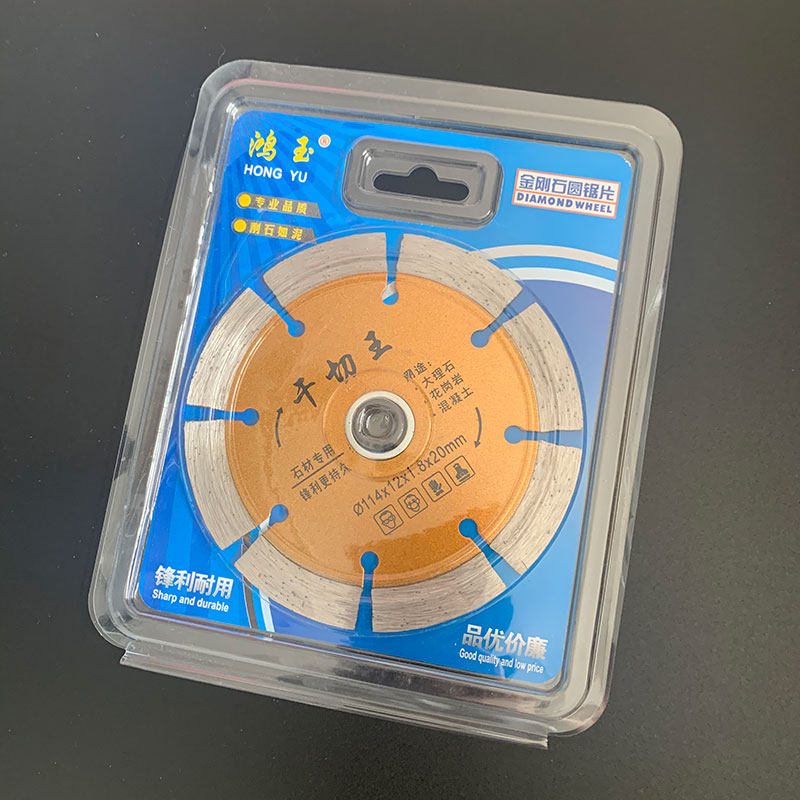 鸿玉®
HONG YU
专业品质
削石如泥
金刚石圆锯片
DIAMOND WHEEL
干切王
用途:
大理石
花岗岩
混凝土
石材专用
锋利更持久
Ø114x12x1.8x20mm
锋利耐用
Sharp and durable
品优价廉
Good quality and low price